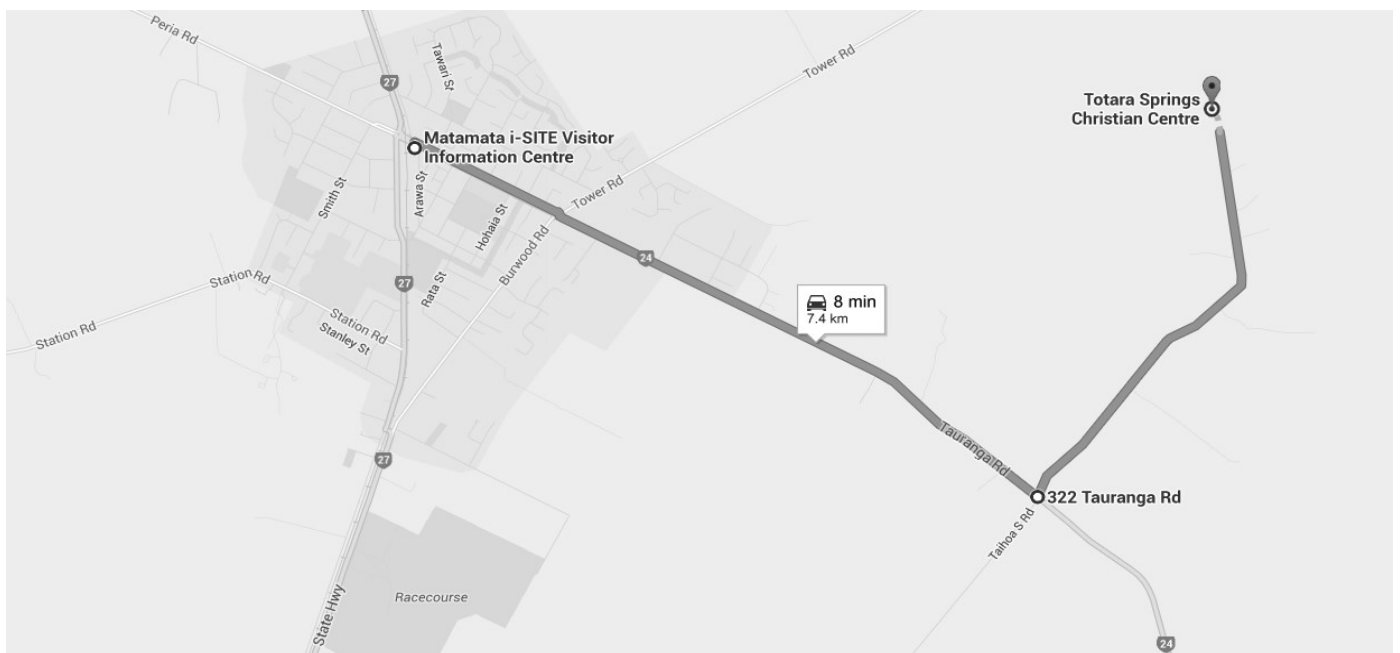 Peria Rd
Tawari St
27
Tower Rd
Totara Springs
Christian Centre
Matamata i-SITE Visitor
Information Centre
Smith St
Arawa St
Tower Rd
Hohaia St
Burwood Rd
24
27
Station Rd
Rata St
8 min
7.4 km
Station Rd
Station Rd
Stanley St
Tauranga Rd
27
322 Tauranga Rd
Taihoa S Rd
Racecourse
State Hwy
24